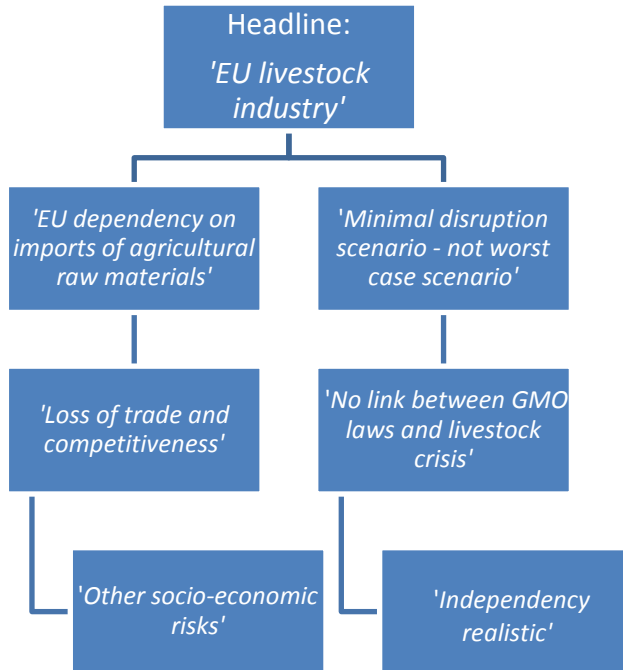 Headline:
'EU livestock
industry'
'EU dependency on
imports of agricultural
raw materials'
'Minimal disruption
scenario - not worst
case scenario'
'Loss of trade and
competitiveness'
'No link between GMO
laws and livestock
crisis'
'Other socio-economic
risks'
'Independency
realistic'